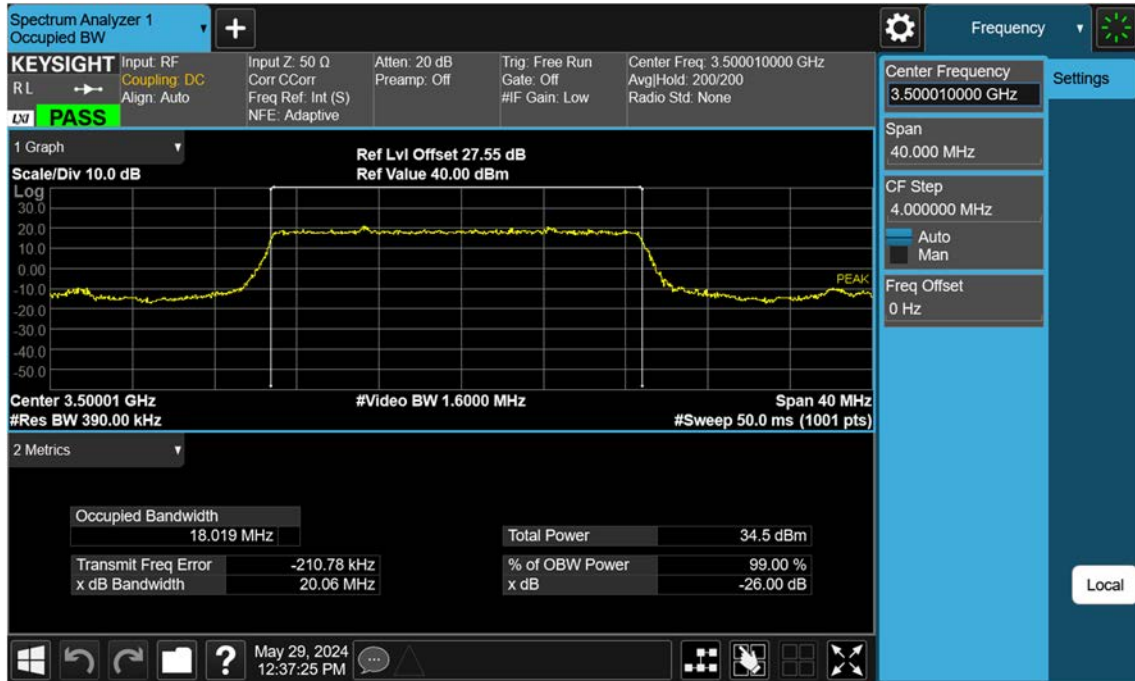 Spectrum Analyzer 1
Occupied BW
+
Frequency
KEYSIGHT
RL
LXI PASS
Input: RF
Coupling: DC
Align: Auto
Input Z: 50 Ω
Corr CCorr
Freq Ref: Int (S)
NFE: Adaptive
Atten: 20 dB
Preamp: Off
Trig: Free Run
Gate: Off
#IF Gain: Low
Center Freq: 3.500010000 GHz
Avg|Hold: 200/200
Radio Std: None
1 Graph
Scale/Div 10.0 dB
Ref Lvl Offset 27.55 dB
Ref Value 40.00 dBm
Log
30.0
20.0
10.0
0.00
-10.0
-20.0
-30.0
-40.0
-50.0
PEAK
Center 3.50001 GHz
#Video BW 1.6000 MHz
Span 40 MHz
#Res BW 390.00 kHz
#Sweep 50.0 ms (1001 pts)
2 Metrics
Occupied Bandwidth
18.019 MHz
Total Power 34.5 dBm
Transmit Freq Error -210.78 kHz
% of OBW Power 99.00 %
x dB Bandwidth 20.06 MHz
x dB -26.00 dB
Center Frequency
3.500010000 GHz
Settings
Span
40.000 MHz
CF Step
4.000000 MHz
Auto
Man
Freq Offset
0 Hz
Local
?
May 29, 2024
12:37:25 PM